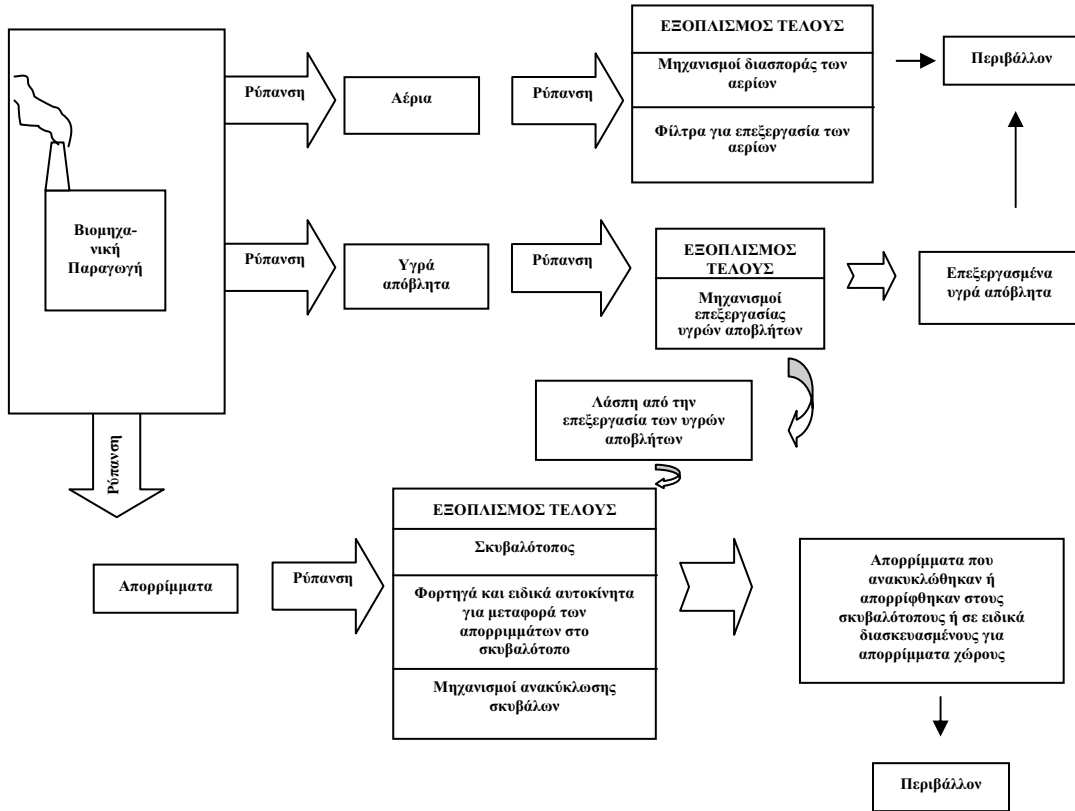 ΕΞΟΠΛΙΣΜΟΣ ΤΕΛΟΥΣ
Μηχανισμοί διασποράς των
αερίων
Φίλτρα για επεξεργασία των
αερίων
Περιβάλλον
Ρύπανση
Αέρια
Ρύπανση
Βιομηχα-
νική
Παραγωγή
Ρύπανση
Υγρά
απόβλητα
Ρύπανση
ΕΞΟΠΛΙΣΜΟΣ
ΤΕΛΟΥΣ
Μηχανισμοί
επεξεργασίας
υγρών αποβλήτων
Επεξεργασμένα
υγρά απόβλητα
Λάσπη από την
επεξεργασία των υγρών
αποβλήτων
Ρύπανση
Απορρίμματα
Ρύπανση
ΕΞΟΠΛΙΣΜΟΣ ΤΕΛΟΥΣ
Σκυβαλότοπος
Φορτηγά και ειδικά αυτοκίνητα
για μεταφορά των
απορριμμάτων στο
σκυβαλότοπο
Μηχανισμοί ανακύκλωσης
σκυβάλων
Απορρίμματα που
ανακυκλώθηκαν ή
απορρίφθηκαν στους
σκυβαλότοπους ή σε ειδικά
διασκευασμένους για
απορρίμματα χώρους
Περιβάλλον